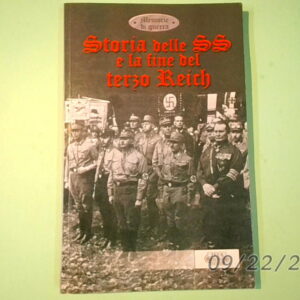 Memorie
di guerra
Storia delle SS
e la fine del
terzo Reich
09/22/2